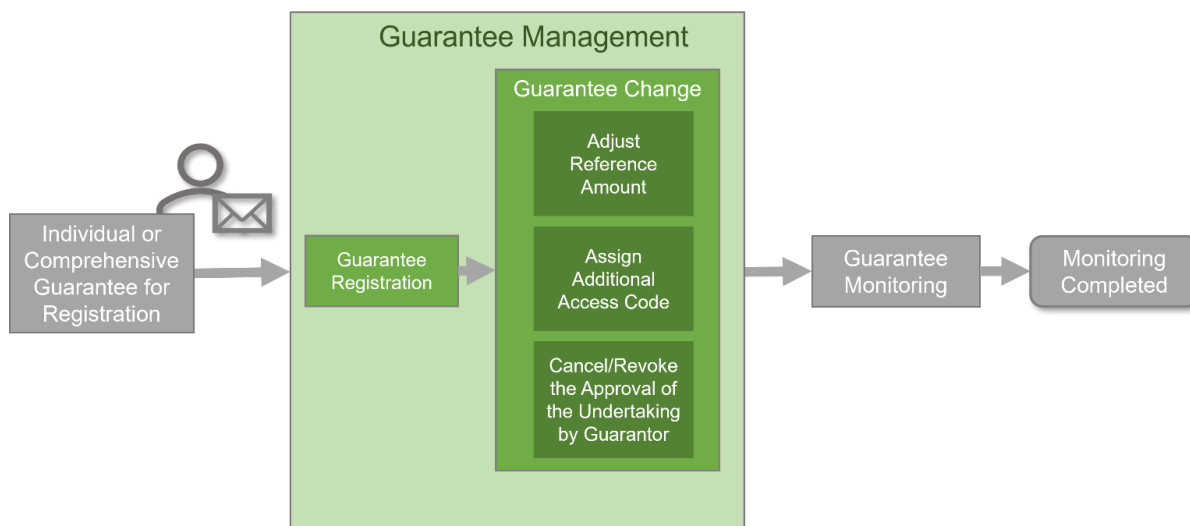 Guarantee Management
Individual or
Comprehensive
Guarantee for
Registration
Guarantee
Registration
Guarantee Change
Adjust
Reference
Amount
Assign
Additional
Access Code
Cancel/Revoke
the Approval of
the Undertaking
by Guarantor
Guarantee
Monitoring
Monitoring
Completed